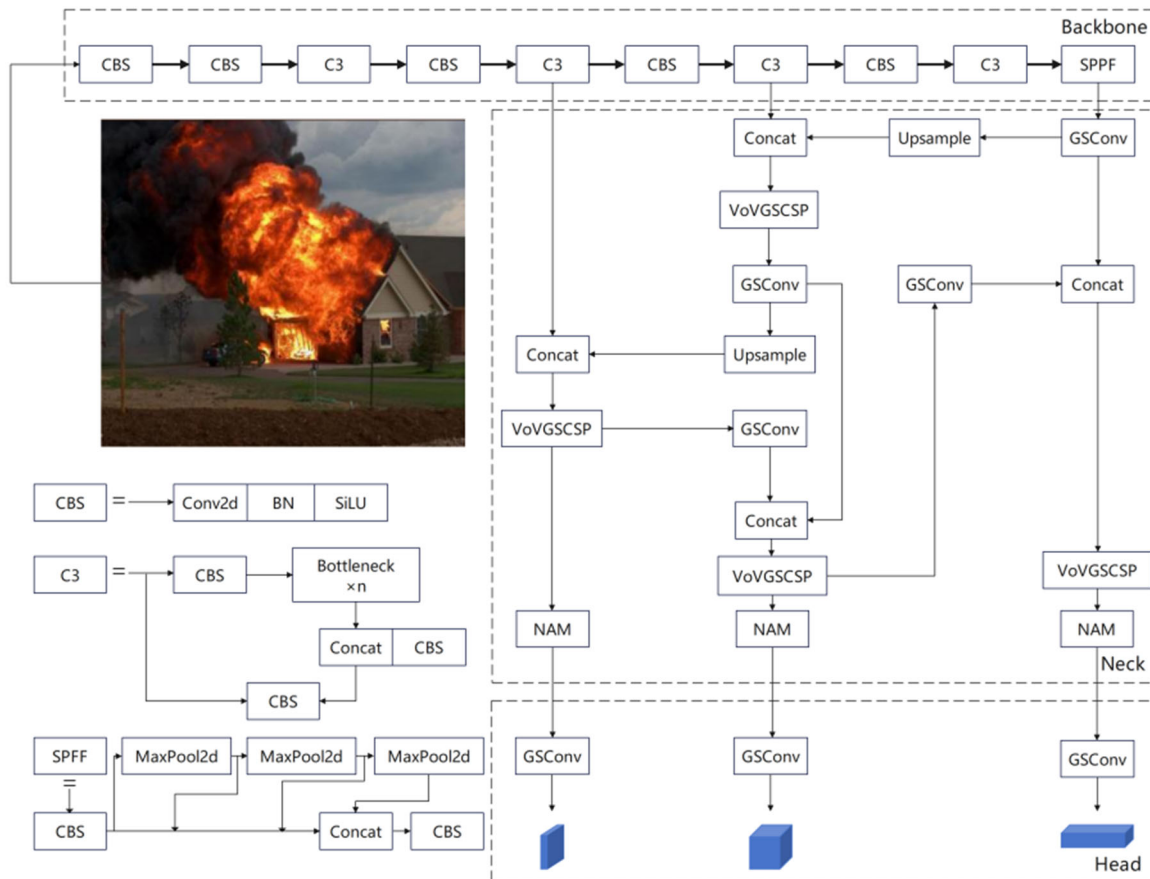 Backbone
CBS CBS C3 CBS C3 CBS C3 CBS C3 SPPF
Concat Upsample GSConv
VoVGSCSP
GSConv GSConv Concat
Concat Upsample
VoVGSCSP GSConv
CBS = Conv2d BN SiLU
Concat
C3 = CBS Bottleneck
×n
VoVGSCSP VoVGSCSP
Concat CBS
NAM NAM NAM
Neck
CBS
SPFF MaxPool2d MaxPool2d MaxPool2d
GSConv GSConv GSConv
=
CBS Concat CBS
Head